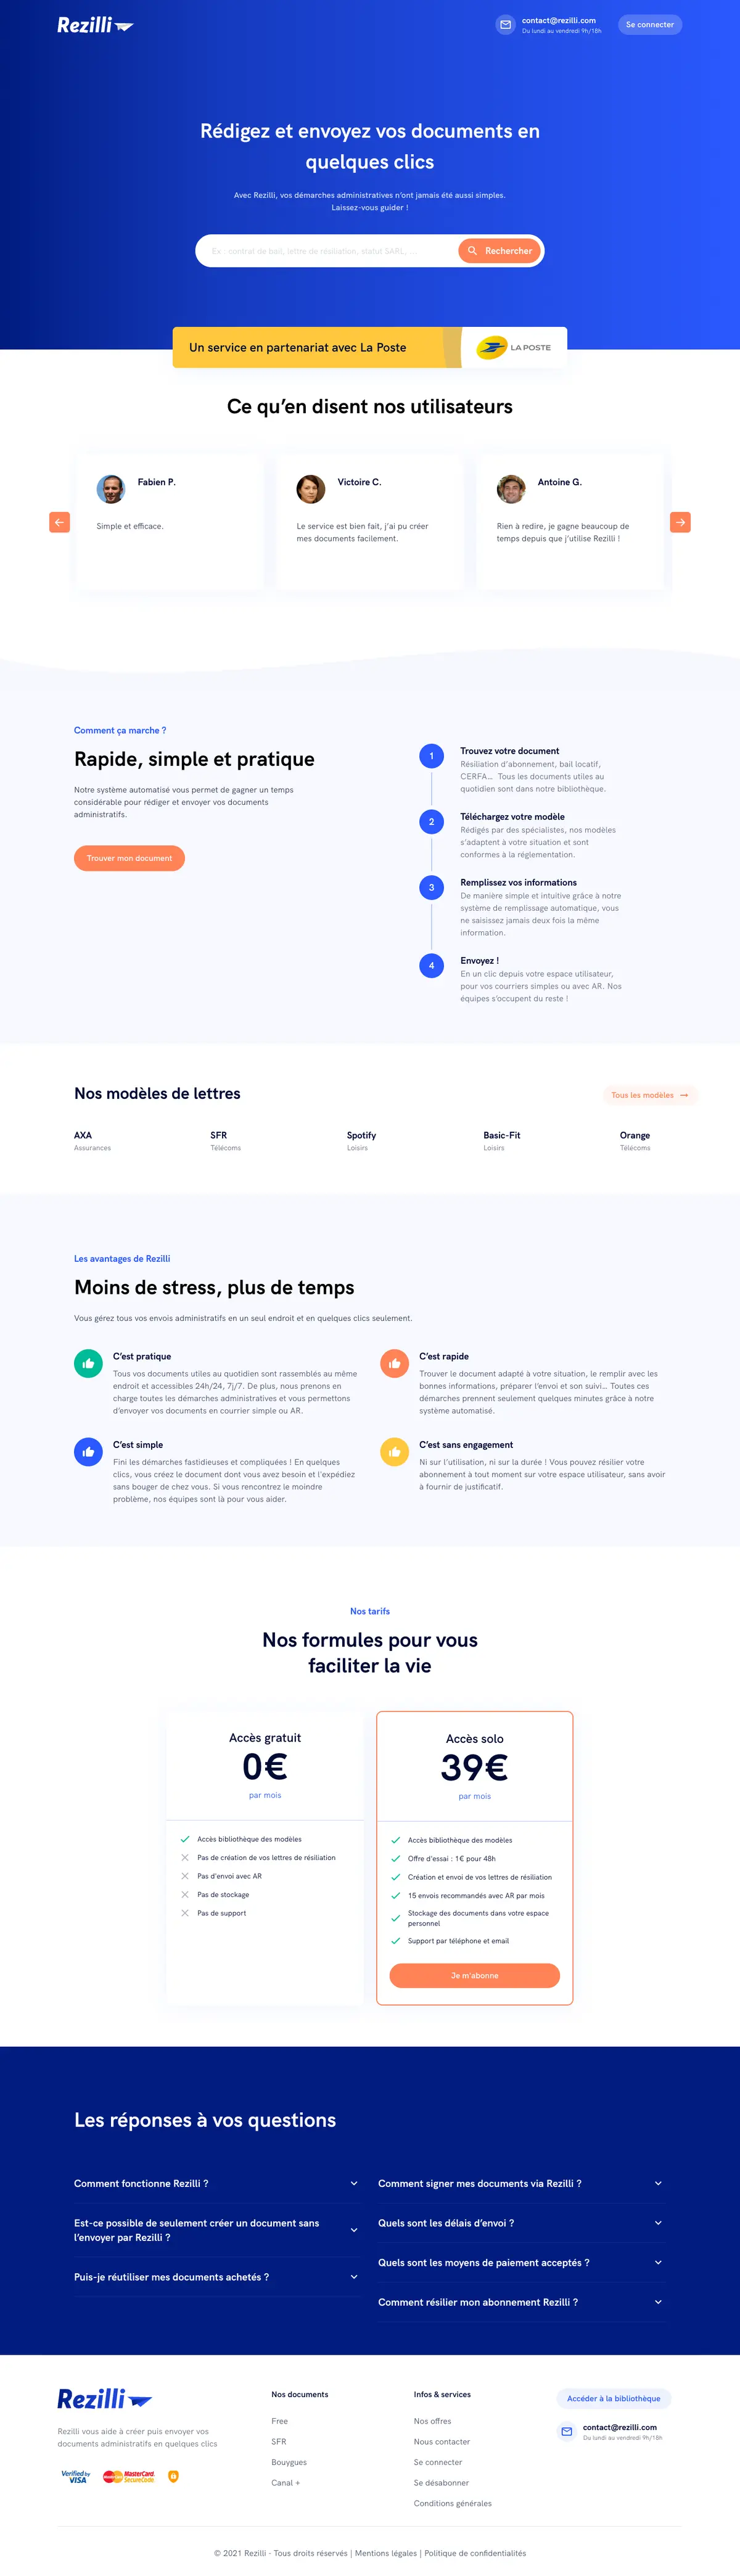 Rezilli
contact@rezilli.com
Du lundi au vendredi 9h/18h
Se connecter
Rédigez et envoyez vos documents en
quelques clics
Avec Rezilli, vos démarches administratives n'ont jamais été aussi simples.
Laissez-vous guider !
Ex : contrat de bail, lettre de résiliation, statut SARL, ...
Rechercher
Un service en partenariat avec La Poste
LA POSTE
Ce qu'en disent nos utilisateurs
Fabien P.
Simple et efficace.
Victoire C.
Le service est bien fait, j'ai pu créer
mes documents facilement.
Antoine G.
Rien à redire, je gagne beaucoup de
temps depuis que j'utilise Rezilli !
Comment ça marche ?
Rapide, simple et pratique
Notre système automatisé vous permet de gagner un temps
considérable pour rédiger et envoyer vos documents
administratifs.
Trouver mon document
1
Trouvez votre document
Résiliation d'abonnement, bail locatif,
CERFA... Tous les documents utiles au
quotidien sont dans notre bibliothèque.
2
Téléchargez votre modèle
Rédigés par des spécialistes, nos modèles
s'adaptent à votre situation et sont
conformes à la réglementation.
3
Remplissez vos informations
De manière simple et intuitive grâce à notre
système de remplissage automatique, vous
ne saisissez jamais deux fois la même
information.
4
Envoyez !
En un clic depuis votre espace utilisateur,
pour vos courriers simples ou avec AR. Nos
équipes s'occupent du reste !
Nos modèles de lettres
Tous les modèles
AXA
Assurances
SFR
Télécoms
Spotify
Loisirs
Basic-Fit
Loisirs
Orange
Télécoms
Les avantages de Rezilli
Moins de stress, plus de temps
Vous gérez tous vos envois administratifs en un seul endroit et en quelques clics seulement.
C'est pratique
Tous vos documents utiles au quotidien sont rassemblés au même
endroit et accessibles 24h/24, 7j/7. De plus, nous prenons en
charge toutes les démarches administratives et vous permettons
d'envoyer vos documents en courrier simple ou AR.
C'est rapide
Trouver le document adapté à votre situation, le remplir avec les
bonnes informations, préparer l'envoi et son suivi... Toutes ces
démarches prennent seulement quelques minutes grâce à notre
système automatisé.
C'est simple
Fini les démarches fastidieuses et compliquées ! En quelques
clics, vous créez le document dont vous avez besoin et l'expédiez
sans bouger de chez vous. Si vous rencontrez le moindre
problème, nos équipes sont là pour vous aider.
C'est sans engagement
Ni sur l'utilisation, ni sur la durée ! Vous pouvez résilier votre
abonnement à tout moment sur votre espace utilisateur, sans avoir
à fournir de justificatif.
Nos tarifs
Nos formules pour vous
faciliter la vie
Accès gratuit
0€
par mois
Accès bibliothèque des modèles
Pas de création de vos lettres de résiliation
Pas d'envoi avec AR
Pas de stockage
Pas de support
Accès solo
39€
par mois
Accès bibliothèque des modèles
Offre d'essai : 1€ pour 48h
Création et envoi de vos lettres de résiliation
15 envois recommandés avec AR par mois
Stockage des documents dans votre espace
personnel
Support par téléphone et email
Je m'abonne
Les réponses à vos questions
Comment fonctionne Rezilli ?
Est-ce possible de seulement créer un document sans
l'envoyer par Rezilli ?
Puis-je réutiliser mes documents achetés ?
Comment signer mes documents via Rezilli ?
Quels sont les délais d'envoi ?
Quels sont les moyens de paiement acceptés ?
Comment résilier mon abonnement Rezilli ?
Rezilli
Rezilli vous aide à créer puis envoyer vos
documents administratifs en quelques clics
Verified by
VISA
MasterCard.
SecureCode.
Nos documents
Free
SFR
Bouygues
Canal +
Infos & services
Nos offres
Nous contacter
Se connecter
Se désabonner
Conditions générales
Accéder à la bibliothèque
contact@rezilli.com
Du lundi au vendredi 9h/18h
© 2021 Rezilli - Tous droits réservés | Mentions légales | Politique de confidentialités